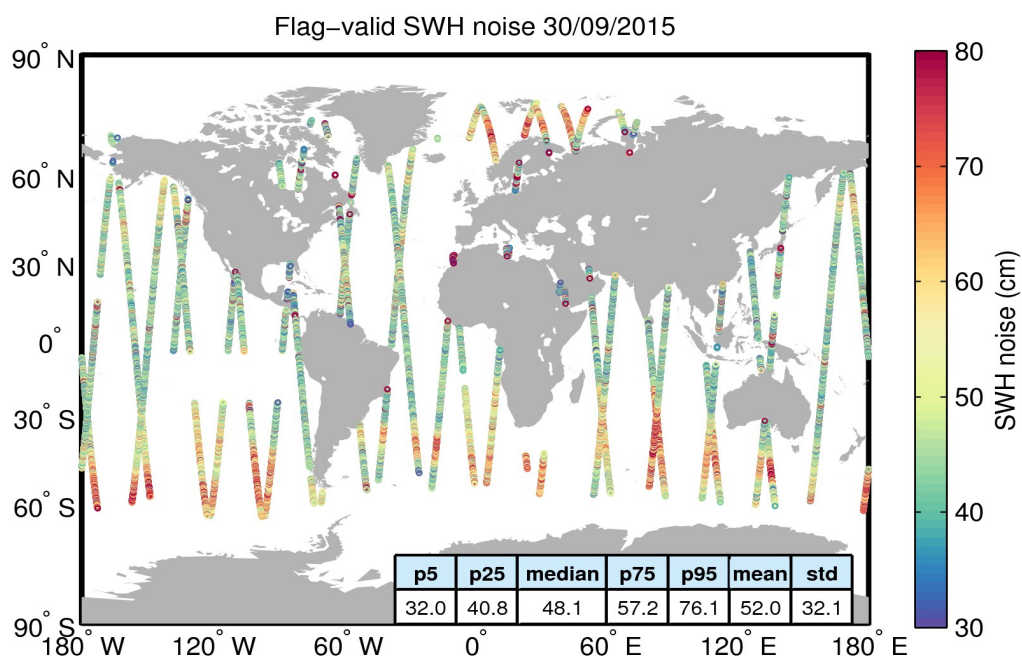 Flag−valid SWH noise 30/09/2015
90° N
60° N
30° N
0°
30° S
60° S
90° S
180° W
120° W
60° W
0°
60° E
120° E
180° E
80
70
60
50
40
30
SWH noise (cm)
p5 p25 median p75 p95 mean std
32.0 40.8 48.1 57.2 76.1 52.0 32.1